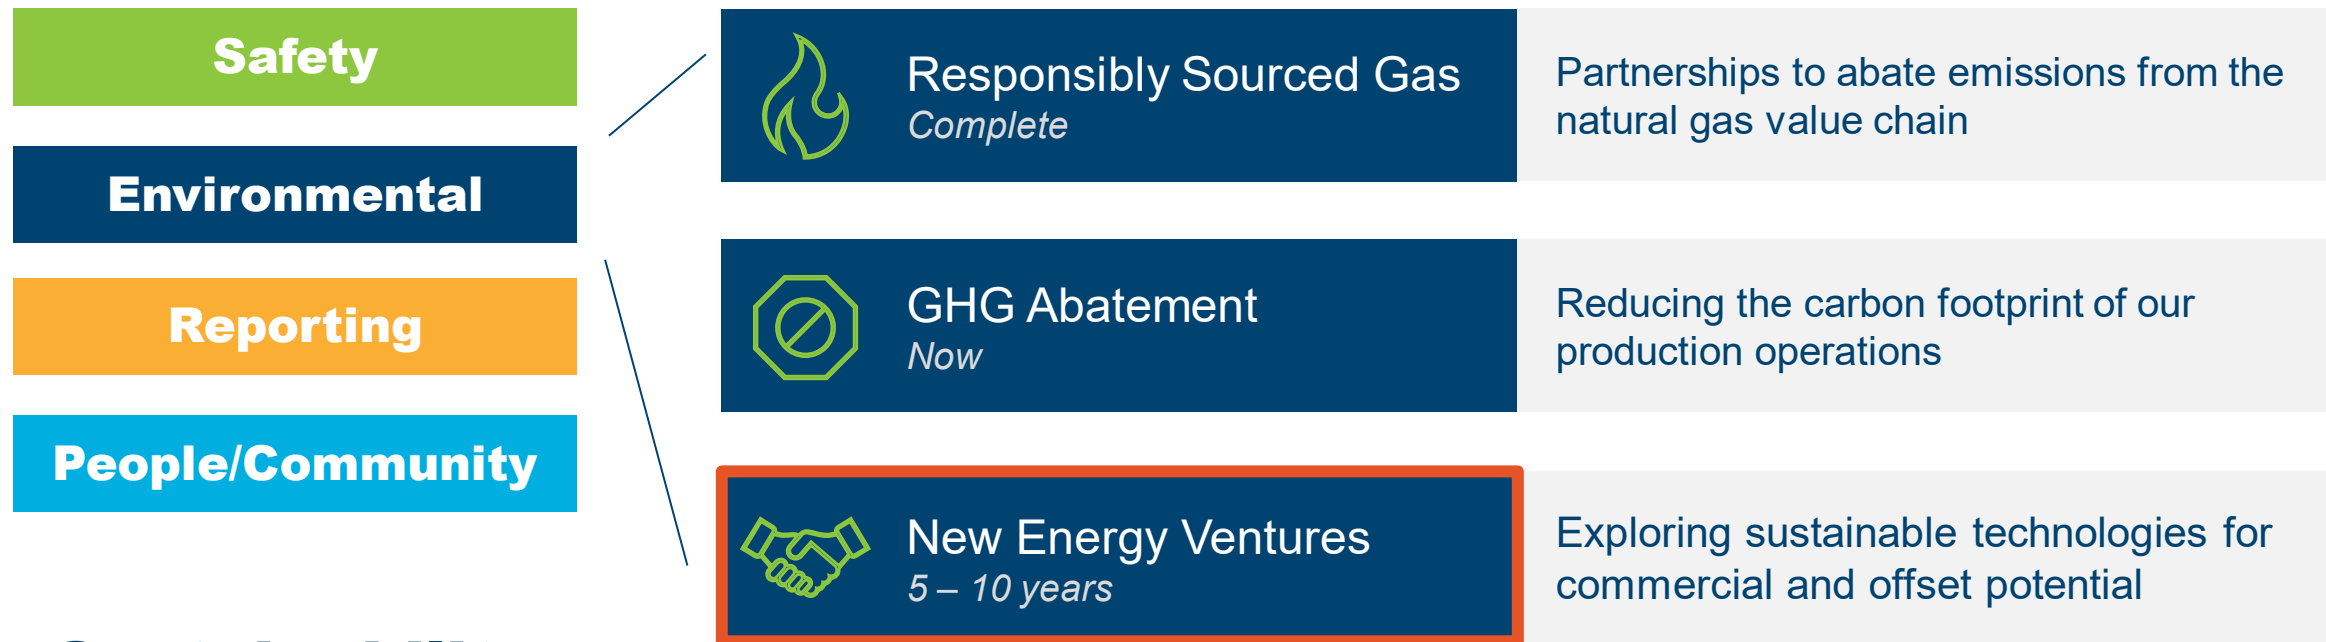 Safety
Environmental
Reporting
People/Community
Responsibly Sourced Gas
Complete
Partnerships to abate emissions from the
natural gas value chain
GHG Abatement
Now
Reducing the carbon footprint of our
production operations
New Energy Ventures
5 – 10 years
Exploring sustainable technologies for
commercial and offset potential